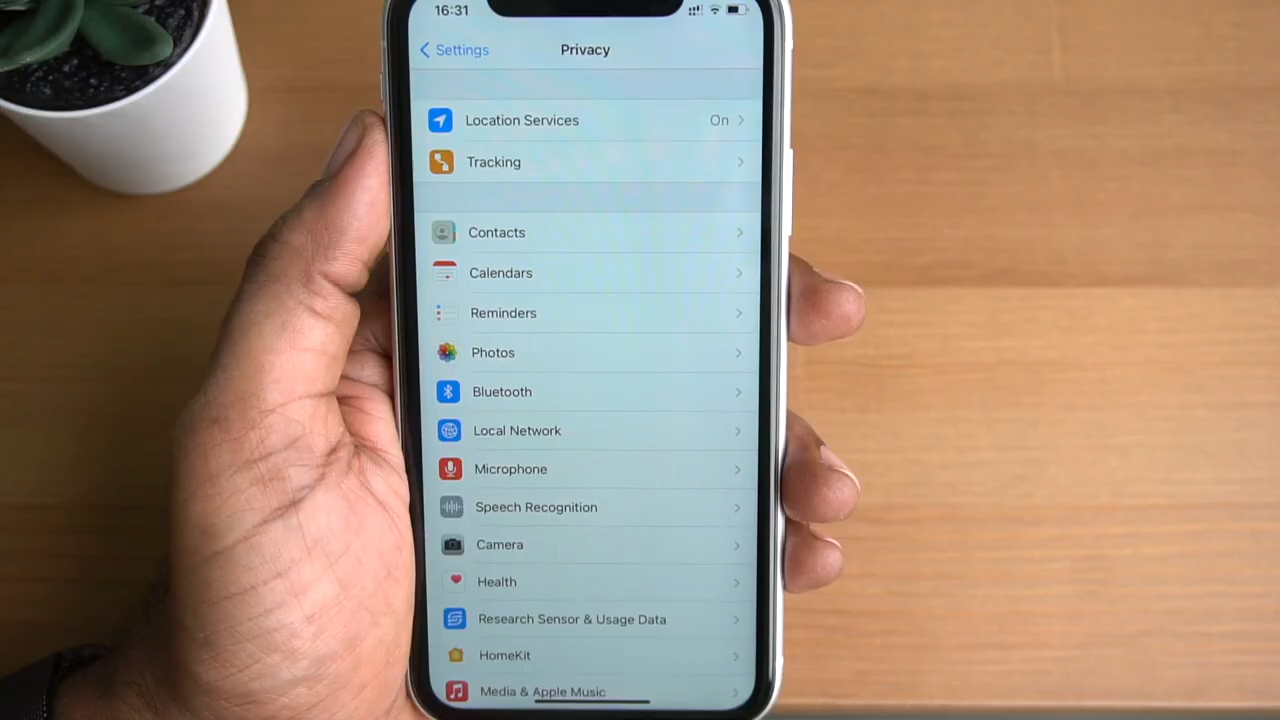 16:31
Settings
Privacy
Location Services On
Tracking
Contacts
Calendars
Reminders
Photos
Bluetooth
Local Network
Microphone
Speech Recognition
Camera
Health
Research Sensor & Usage Data
HomeKit
Media & Apple Music